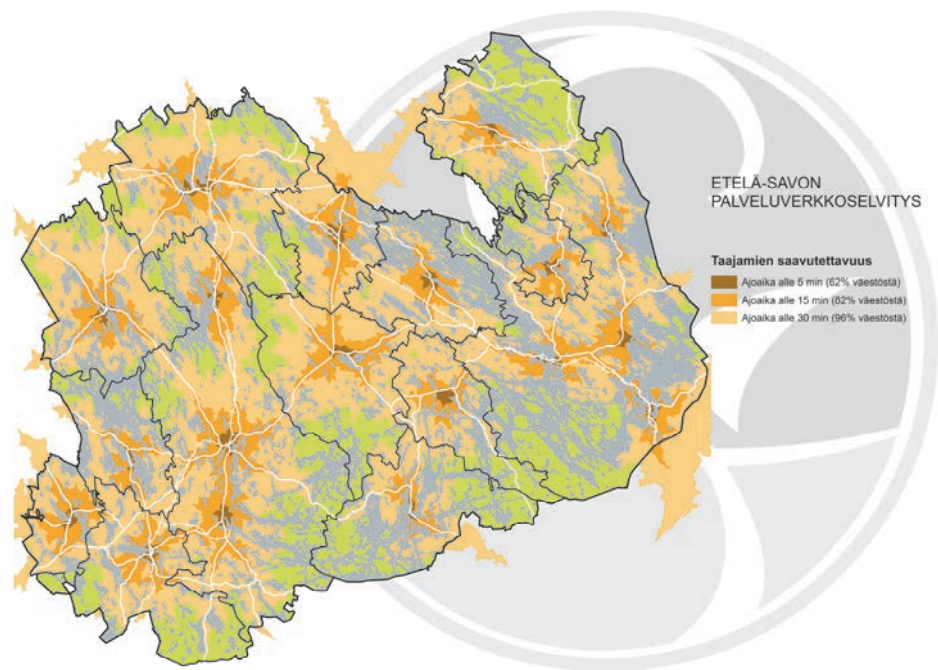 ETELÄ-SAVON
PALVELUVERKKOSELVITYS
Taajamien saavutettavuus
Ajoaika alle 5 min (62% väestöstä)
Ajoaika alle 15 min (82% väestöstä)
Ajoaika alle 30 min (96% väestöstä)